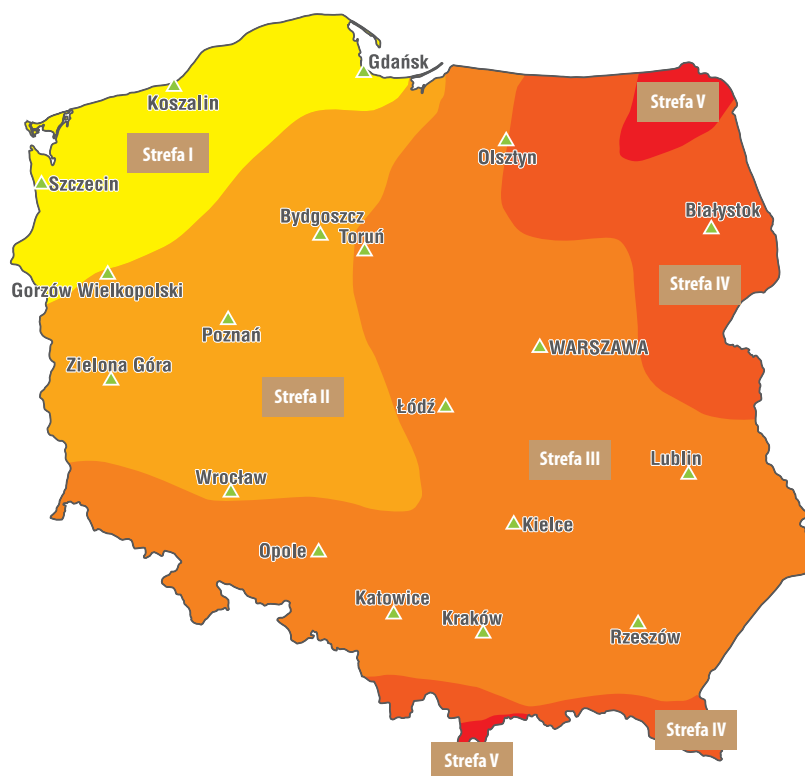 Gdańsk
Koszalin
Strefa V
Strefa I
Olsztyn
Szczecin
Bydgoszcz
Białystok
Toruń
Gorzów Wielkopolski
Strefa IV
Poznań
WARSZAWA
Zielona Góra
Strefa II
Łódź
Strefa III
Lublin
Wrocław
Kielce
Opole
Katowice
Kraków
Rzeszów
Strefa IV
Strefa V